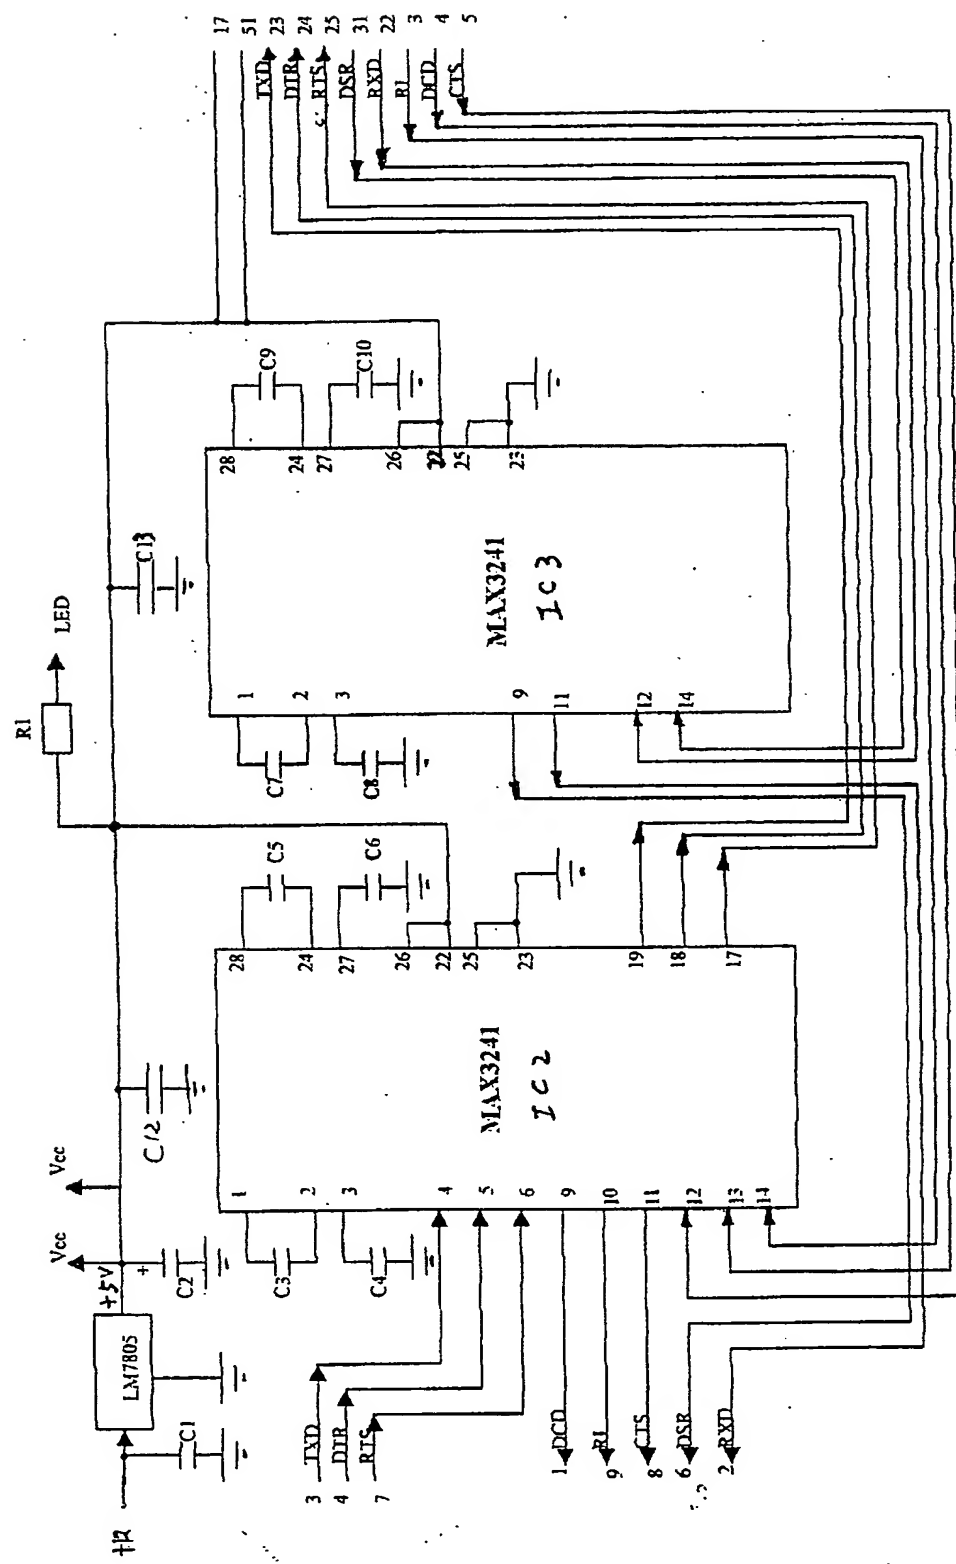 +12
LM7805
+5V
Vcc
Vcc
C1
+
C2
C12
R1
LED
C13
17
51
TXD 23
DTR 24
RTS 25
DSR 31
RXD 22
RI 3
DCD 4
CTS 5
3 TXD
4 DTR
7 RTS
1 DCD
9 RI
8 CTS
6 DSR
2 RXD
C3
C4
1
2
3
4
5
6
9
10
11
12
13
14
MAX3241
IC2
28
24
27
26
22
25
23
19
18
17
C5
C6
C7
C8
1
2
3
9
11
12
14
MAX3241
IC3
28
24
27
26
22
25
23
C9
C10